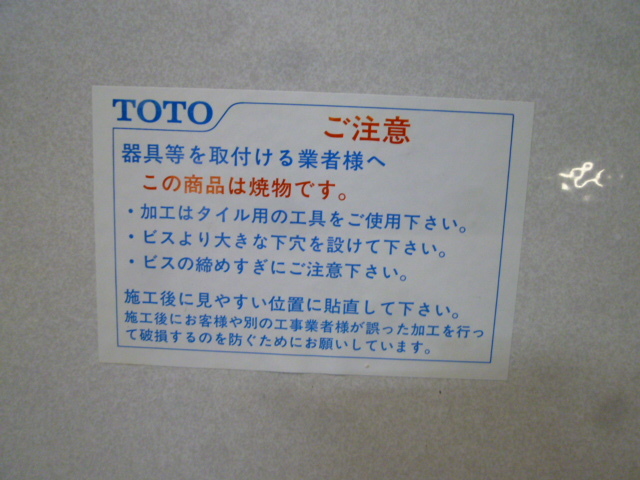 TOTO
ご注意
器具等を取付ける業者様へ
この商品は焼物です。
・加工はタイル用の工具をご使用下さい。
・ビスより大きな下穴を設けて下さい。
・ビスの締めすぎにご注意下さい。
施工後に見やすい位置に貼直して下さい。
施工後にお客様や別の工事業者様が誤った加工を行っ
て破損するのを防ぐためにお願いしています。